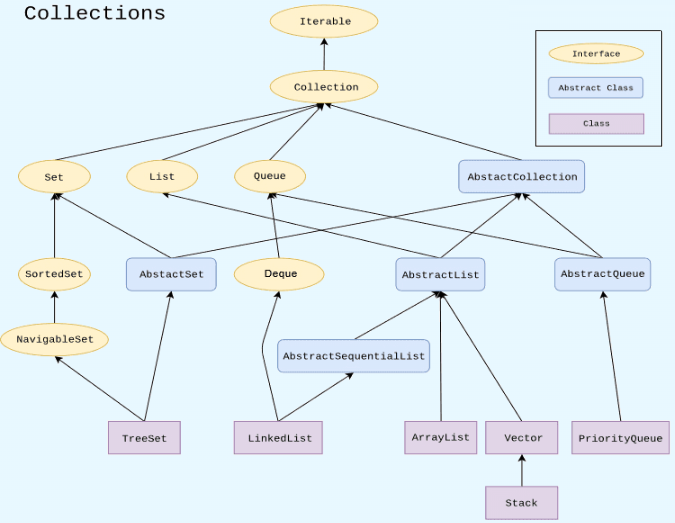 Collections
Iterable
Interface
Collection
Abstract Class
Class
Set
List
Queue
AbstactCollection
SortedSet
AbstactSet
Deque
AbstractList
AbstractQueue
NavigableSet
AbstractSequentialList
TreeSet
LinkedList
ArrayList
Vector
PriorityQueue
Stack